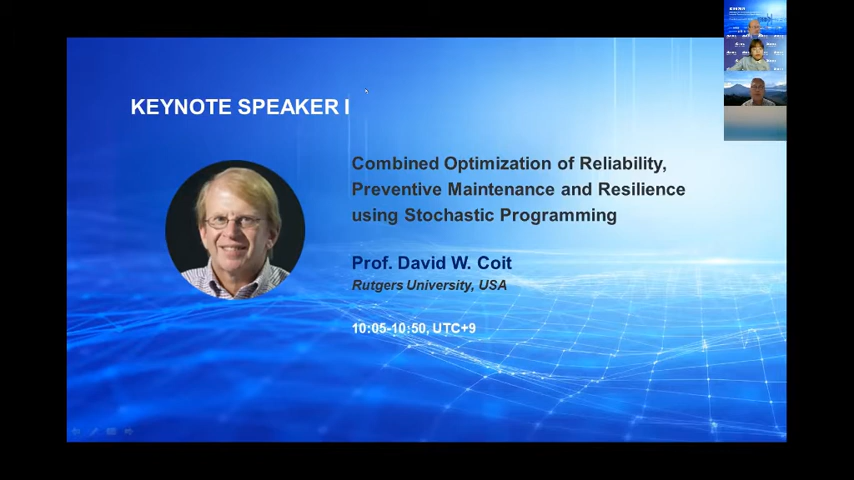 KEYNOTE SPEAKER I
Combined Optimization of Reliability,
Preventive Maintenance and Resilience
using Stochastic Programming
Prof. David W. Coit
Rutgers University, USA
10:05-10:50, UTC+9